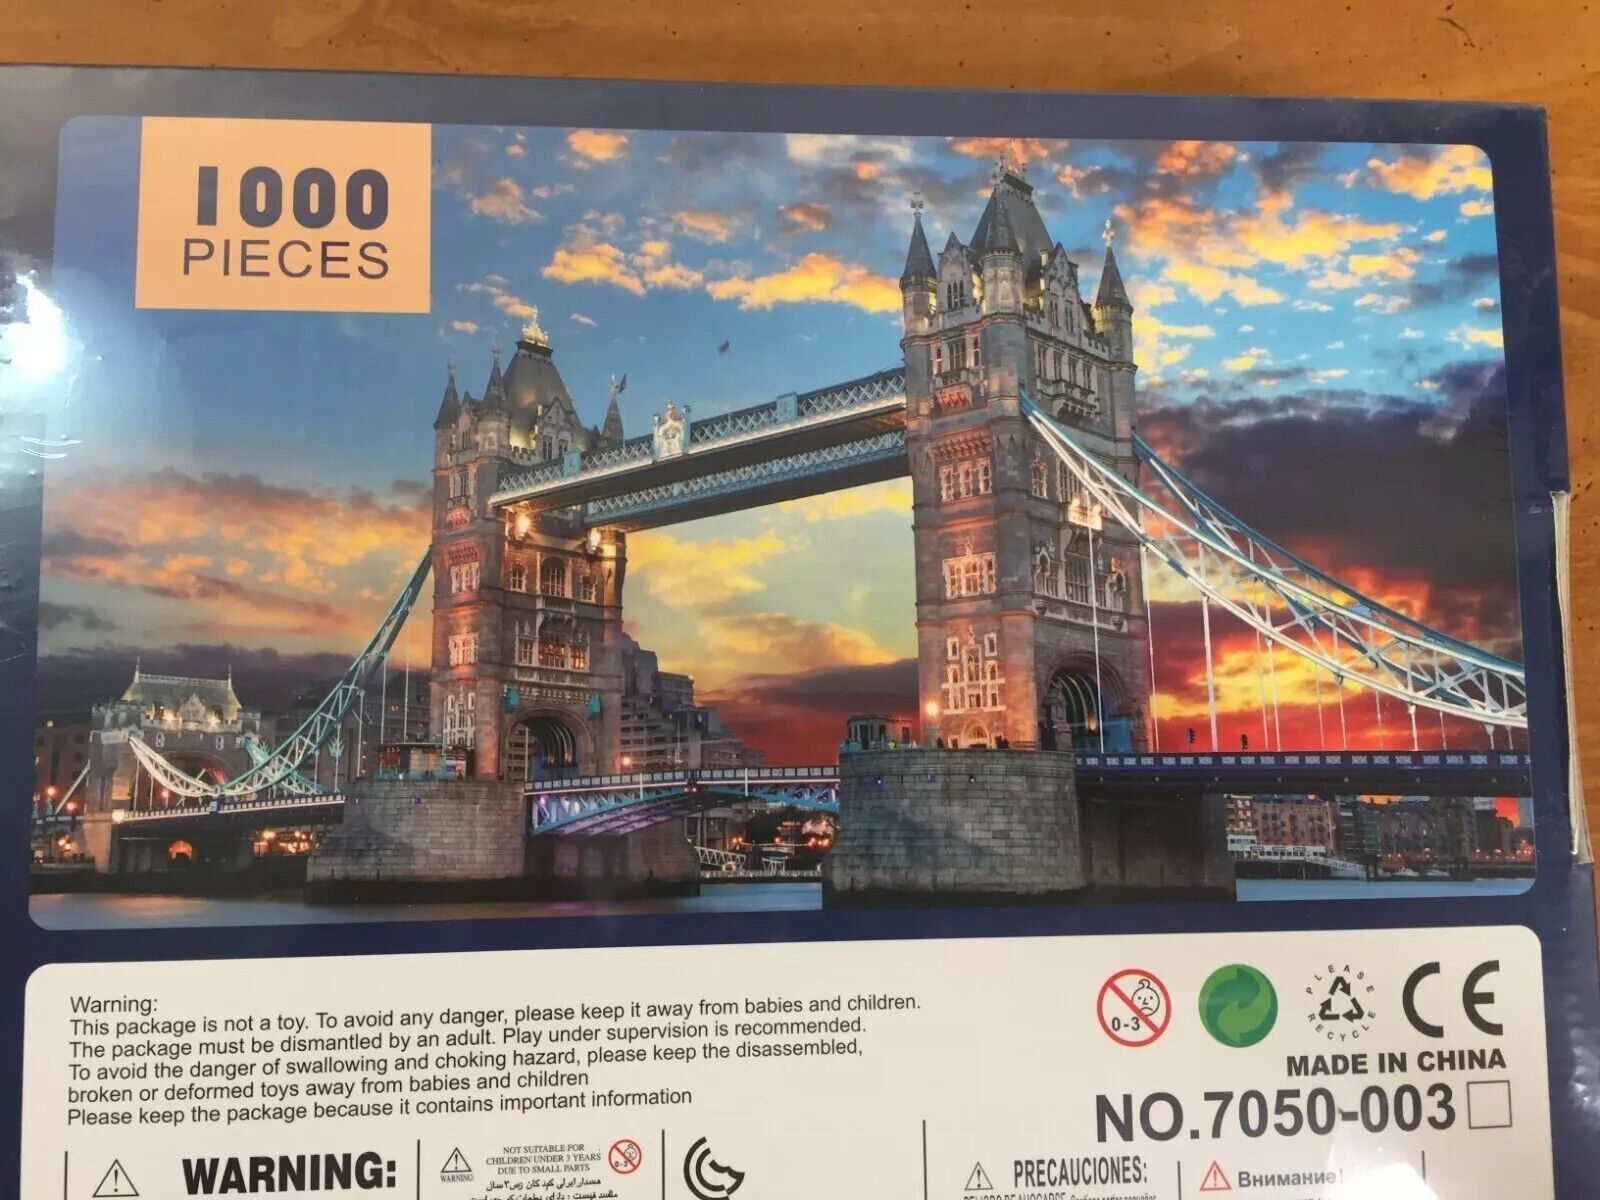 1000
PIECES
Warning:
This package is not a toy. To avoid any danger, please keep it away from babies and children.
The package must be dismantled by an adult. Play under supervision is recommended.
To avoid the danger of swallowing and choking hazard, please keep the disassembled,
broken or deformed toys away from babies and children
Please keep the package because it contains important information
0-3
PLEASE
RECYCLE
CE
MADE IN CHINA
NO.7050-003
WARNING:
WARNING
NOT SUITABLE FOR
CHILDREN UNDER 3 YEARS
DUE TO SMALL PARTS
0-3
PRECAUCIONES:
Внимание!